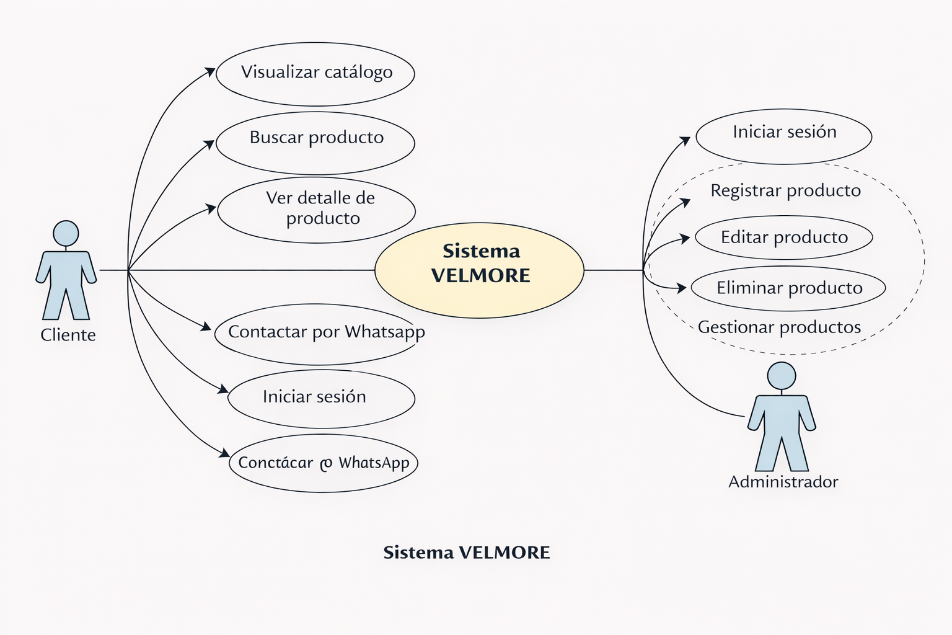 Visualizar catálogo
Buscar producto
Ver detalle de
producto
Cliente
Contactar por Whatsapp
Iniciar sesión
Conctácar @ WhatsApp
Sistema
VELMORE
Iniciar sesión
Registrar producto
Editar producto
Eliminar producto
Gestionar productos
Administrador
Sistema VELMORE